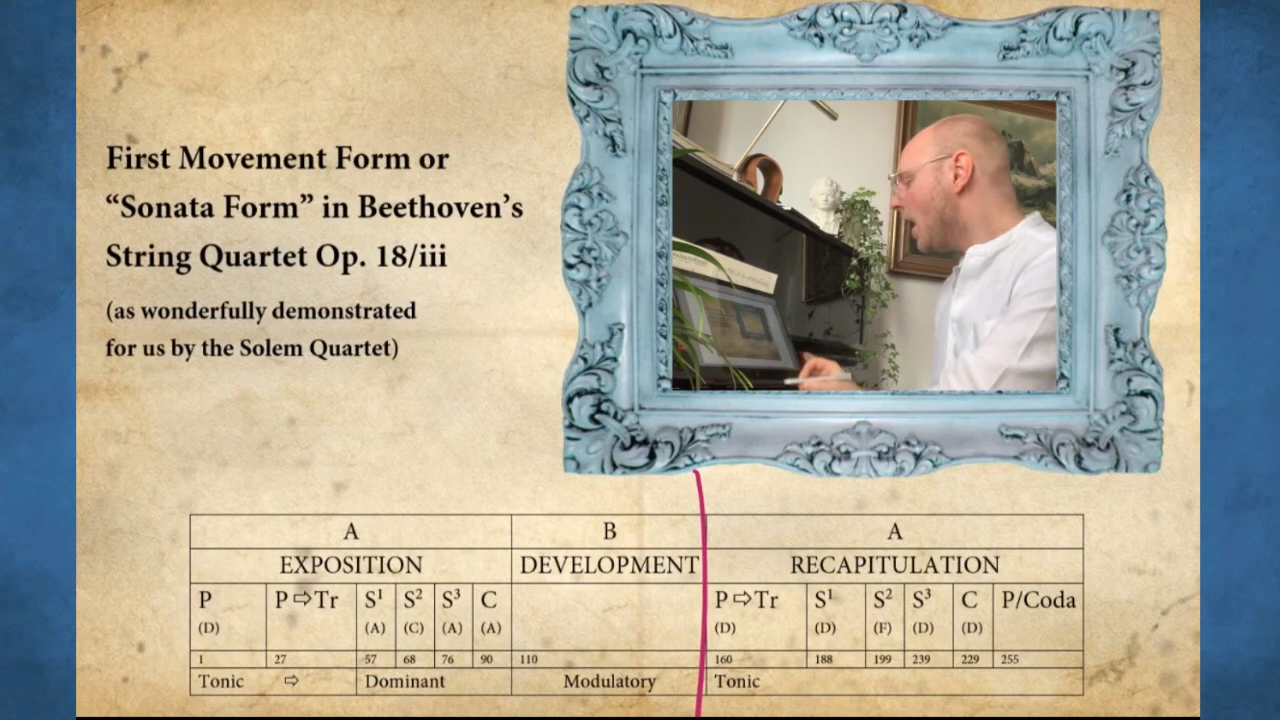 First Movement Form or
“Sonata Form” in Beethoven’s
String Quartet Op. 18/iii
(as wonderfully demonstrated
for us by the Solem Quartet)
A B A
EXPOSITION DEVELOPMENT RECAPITULATION
P P⇨Tr S¹ S² S³ C P⇨Tr S¹ S² S³ C P/Coda
(D) (A) (C) (A) (A) (D) (D) (F) (D) (D)
1 27 57 68 76 90 110 160 188 199 239 229 255
Tonic ⇨ Dominant Modulatory Tonic